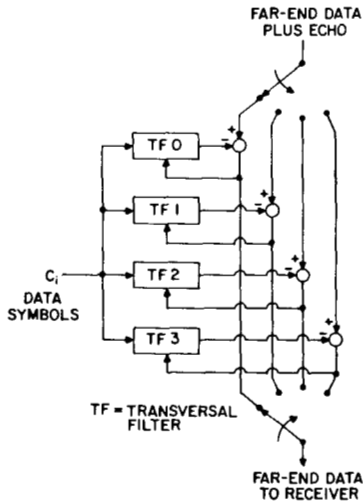 FAR-END DATA
PLUS ECHO
+
−
TF 0
+
−
TF 1
+
−
Ci
TF 2
DATA
SYMBOLS
+
−
TF 3
TF = TRANSVERSAL
FILTER
FAR-END DATA
TO RECEIVER